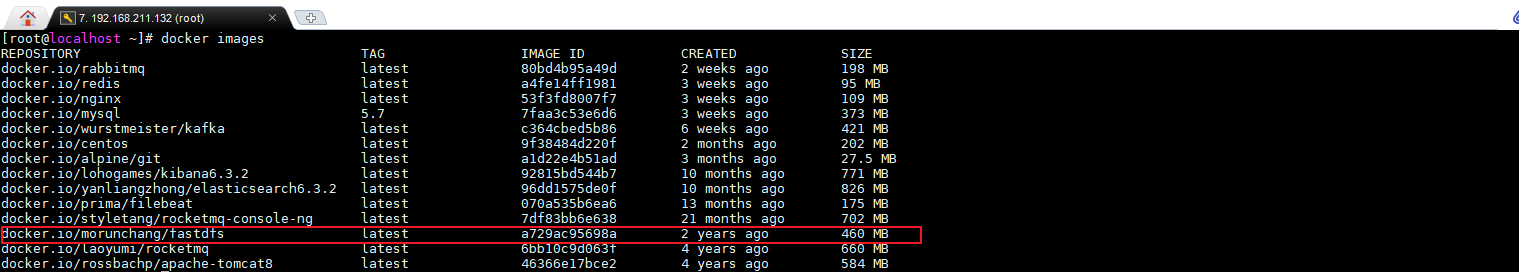 7. 192.168.211.132 (root)
[root@localhost ~]# docker images
REPOSITORY TAG IMAGE ID CREATED SIZE
docker.io/rabbitmq latest 80bd4b95a49d 2 weeks ago 198 MB
docker.io/redis latest a4fe14ff1981 3 weeks ago 95 MB
docker.io/nginx latest 53f3fd8007f7 3 weeks ago 109 MB
docker.io/mysql 5.7 7faa3c53e6d6 3 weeks ago 373 MB
docker.io/wurstmeister/kafka latest c364cbed5b86 6 weeks ago 421 MB
docker.io/centos latest 9f38484d220f 2 months ago 202 MB
docker.io/alpine/git latest a1d22e4b51ad 3 months ago 27.5 MB
docker.io/lohogames/kibana6.3.2 latest 92815bd544b7 10 months ago 771 MB
docker.io/yanliangzhong/elasticsearch6.3.2 latest 96dd1575de0f 10 months ago 826 MB
docker.io/prima/filebeat latest 070a535b6ea6 13 months ago 175 MB
docker.io/styletang/rocketmq-console-ng latest 7df83bb6e638 21 months ago 702 MB
docker.io/morunchang/fastdfs latest a729ac95698a 2 years ago 460 MB
docker.io/laoyumi/rocketmq latest 6bb10c9d063f 4 years ago 660 MB
docker.io/rossbachp/apache-tomcat8 latest 46366e17bce2 4 years ago 584 MB